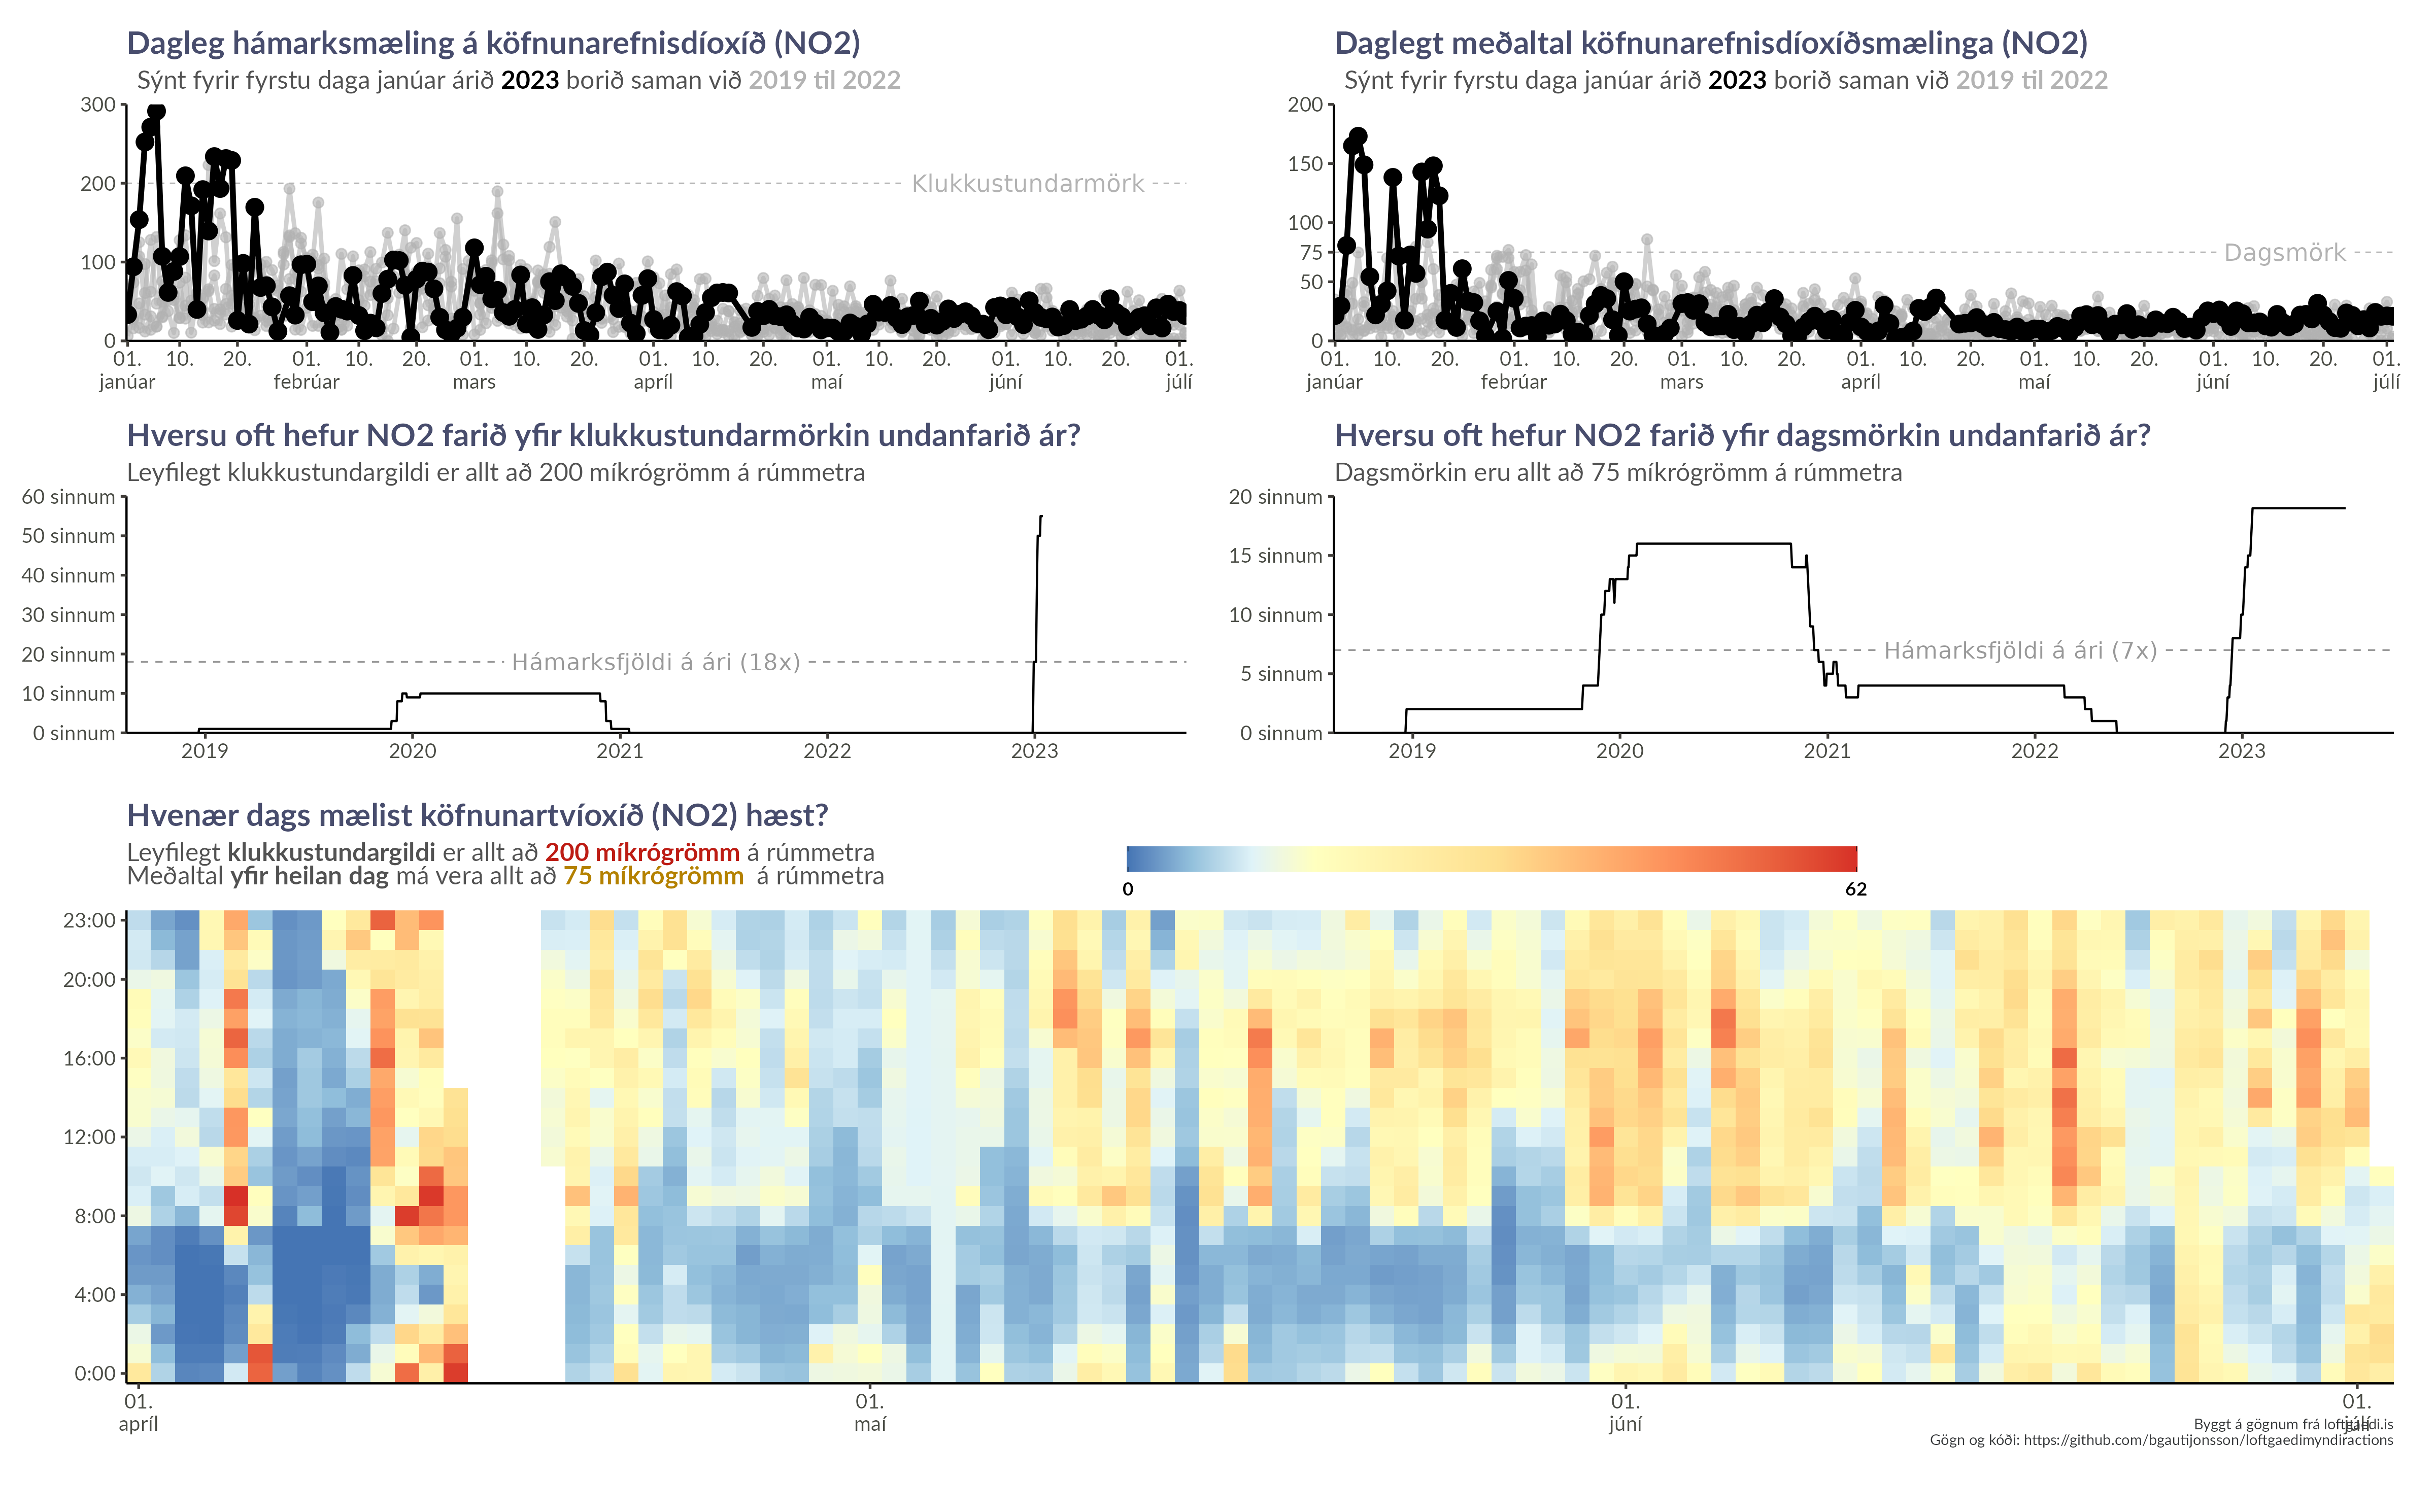 Dagleg hámarksmæling á köfnunarefnisdíoxíð (NO2)
Sýnt fyrir fyrstu daga janúar árið 2023 borið saman við 2019 til 2022
300
200
100
0
Klukkustundarmörk
01. 10. 20. 01. 10. 20. 01. 10. 20. 01. 10. 20. 01. 10. 20. 01. 10. 20. 01.
janúar febrúar mars apríl maí júní júlí
Daglegt meðaltal köfnunarefnisdíoxíðsmælinga (NO2)
Sýnt fyrir fyrstu daga janúar árið 2023 borið saman við 2019 til 2022
200
150
100
75
50
0
Dagsmörk
01. 10. 20. 01. 10. 20. 01. 10. 20. 01. 10. 20. 01. 10. 20. 01. 10. 20. 01.
janúar febrúar mars apríl maí júní júlí
Hversu oft hefur NO2 farið yfir klukkustundarmörkin undanfarið ár?
Leyfilegt klukkustundargildi er allt að 200 míkrógrömm á rúmmetra
60 sinnum
50 sinnum
40 sinnum
30 sinnum
20 sinnum
10 sinnum
0 sinnum
Hámarksfjöldi á ári (18x)
2019 2020 2021 2022 2023
Hversu oft hefur NO2 farið yfir dagsmörkin undanfarið ár?
Dagsmörkin eru allt að 75 míkrógrömm á rúmmetra
20 sinnum
15 sinnum
10 sinnum
5 sinnum
0 sinnum
Hámarksfjöldi á ári (7x)
2019 2020 2021 2022 2023
Hvenær dags mælist köfnunartvíoxíð (NO2) hæst?
Leyfilegt klukkustundargildi er allt að 200 míkrógrömm á rúmmetra
Meðaltal yfir heilan dag má vera allt að 75 míkrógrömm á rúmmetra
0 62
23:00
20:00
16:00
12:00
8:00
4:00
0:00
01. 01. 01. 01.
apríl maí júní júlí
Byggt á gögnum frá loftgaedi.is
Gögn og kóði: https://github.com/bgautijonsson/loftgaedimyndiractions